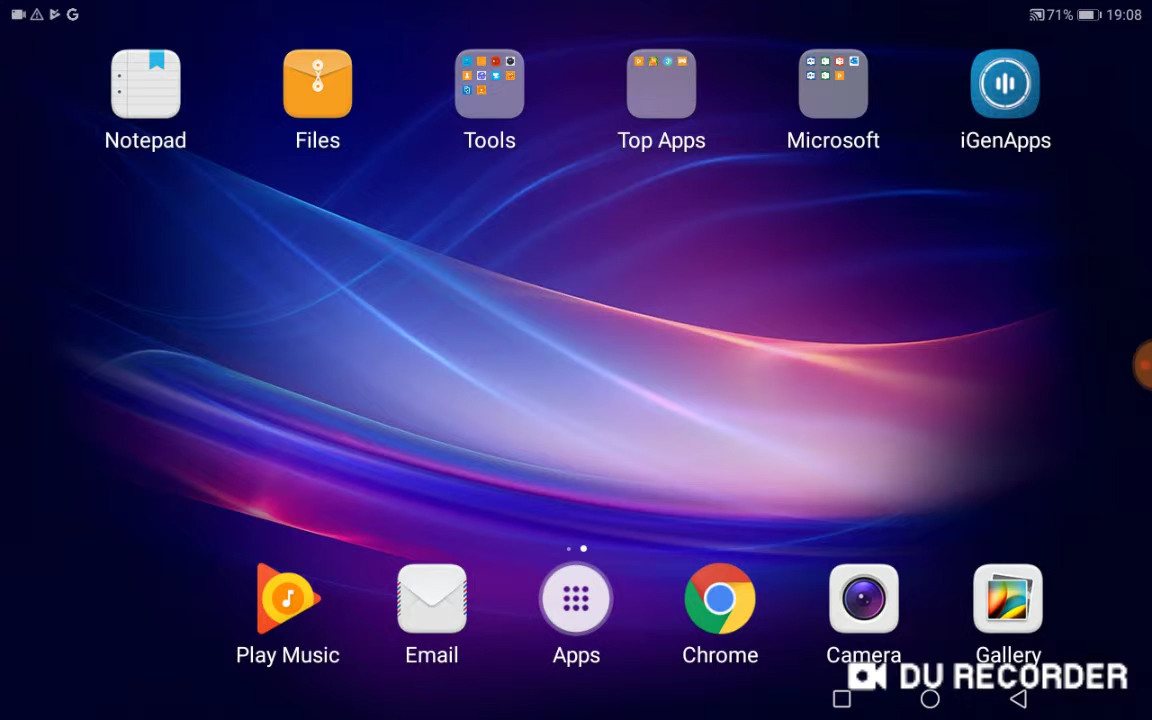 71% 19:08
Notepad Files Tools Top Apps Microsoft iGenApps
Play Music Email Apps Chrome Camera Gallery
DU RECORDER